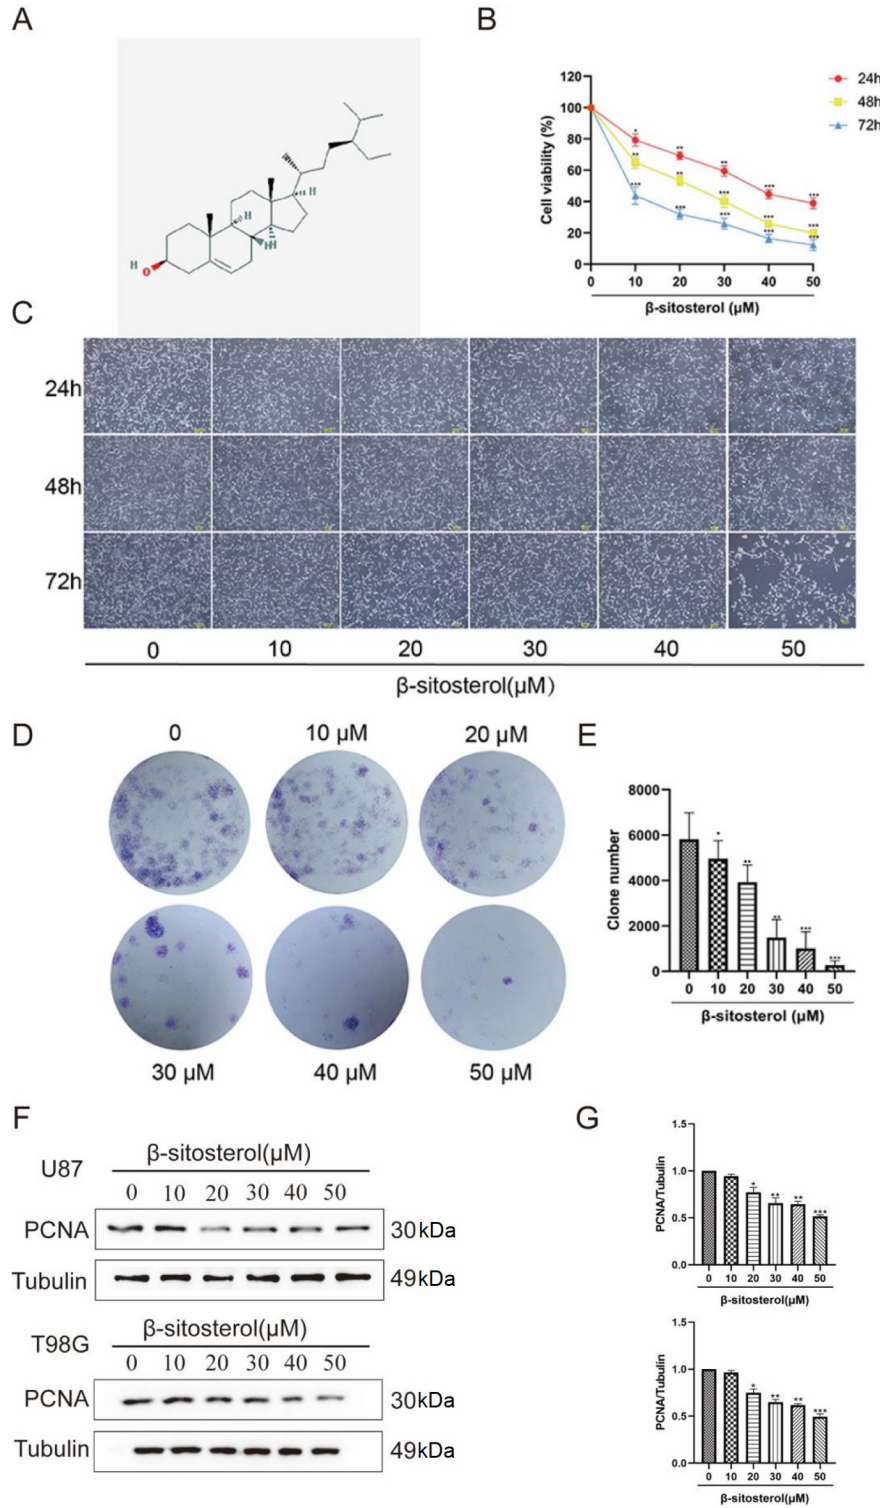 A
H
H
H
H
O
H
B
120
100
80
60
40
20
0
Cell viability (%)
*
**
**
***
***
**
**
***
***
***
***
***
***
***
***
0
10
20
30
40
50
β-sitosterol (μM)
24h
48h
72h
C
24h
48h
72h
0
10
20
30
40
50
β-sitosterol(μM)
D
0
10 μM
20 μM
30 μM
40 μM
50 μM
E
8000
6000
4000
2000
0
Clone number
*
**
**
***
***
0
10
20
30
40
50
β-sitosterol (μM)
F
U87
β-sitosterol(μM)
0 10 20 30 40 50
PCNA
30kDa
Tubulin
49kDa
T98G
β-sitosterol(μM)
0 10 20 30 40 50
PCNA
30kDa
Tubulin
49kDa
G
1.5
1.0
0.5
0.0
PCNA/Tubulin
*
**
**
***
0 10 20 30 40 50
β-sitosterol(μM)
1.5
1.0
0.5
0.0
PCNA/Tubulin
*
**
**
***
0 10 20 30 40 50
β-sitosterol(μM)